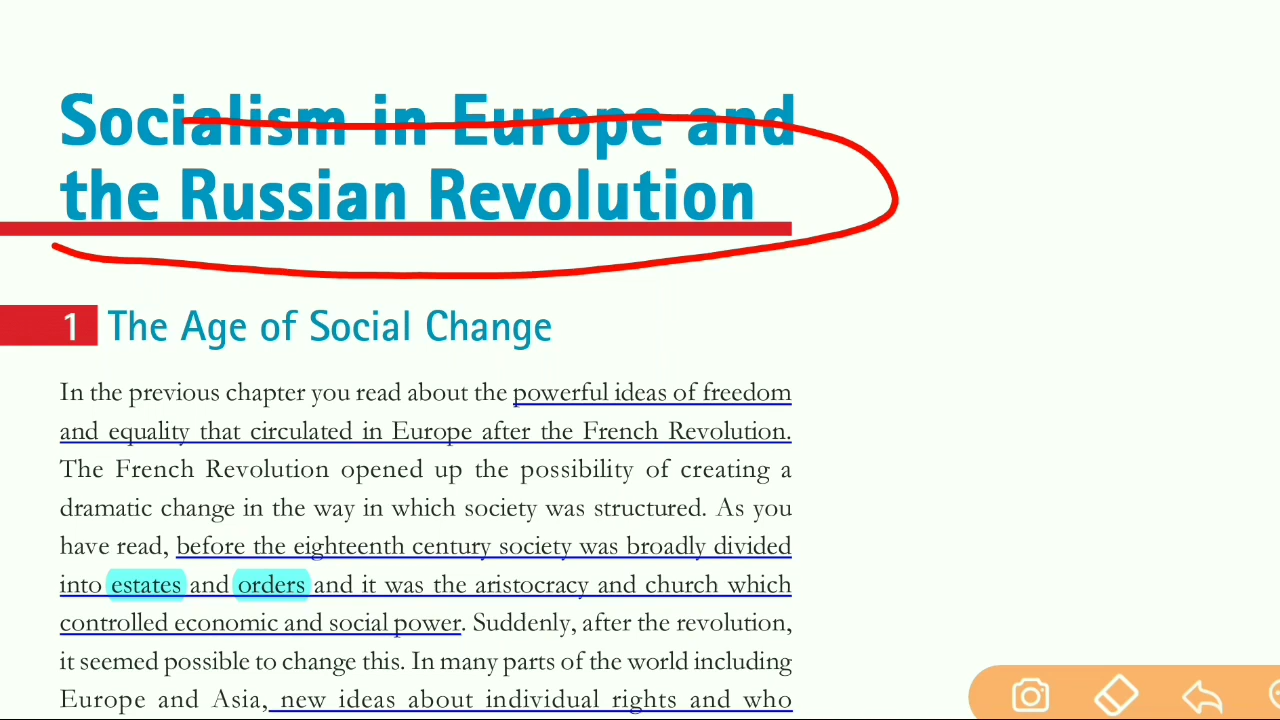 Socialism in Europe and
the Russian Revolution
1 The Age of Social Change
In the previous chapter you read about the powerful ideas of freedom
and equality that circulated in Europe after the French Revolution.
The French Revolution opened up the possibility of creating a
dramatic change in the way in which society was structured. As you
have read, before the eighteenth century society was broadly divided
into estates and orders and it was the aristocracy and church which
controlled economic and social power. Suddenly, after the revolution,
it seemed possible to change this. In many parts of the world including
Europe and Asia, new ideas about individual rights and who